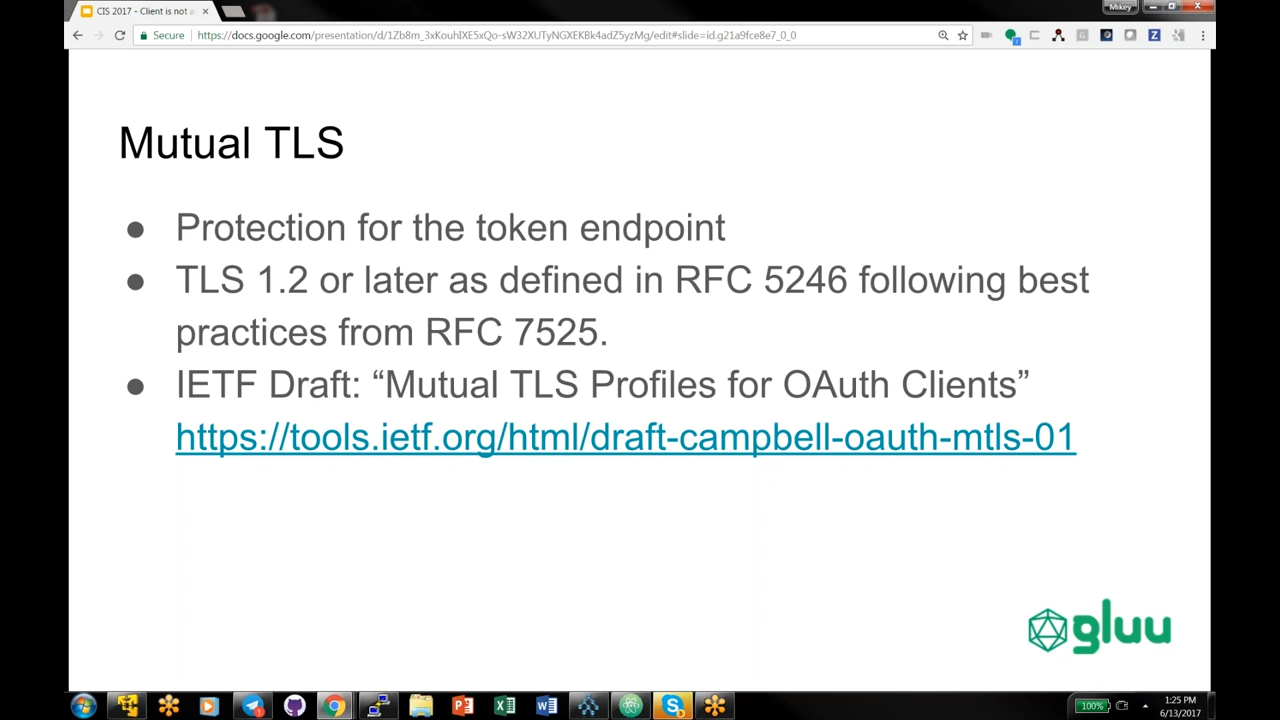 CIS 2017 - Client is not a
Mikey
Secure https://docs.google.com/presentation/d/1Zb8m_3xKouhlXE5xQo-sW32XUTyNGXEKBk4adZ5yzMg/edit#slide=id.g21a9fce8e7_0_0
Mutual TLS
● Protection for the token endpoint
● TLS 1.2 or later as defined in RFC 5246 following best
practices from RFC 7525.
● IETF Draft: “Mutual TLS Profiles for OAuth Clients”
https://tools.ietf.org/html/draft-campbell-oauth-mtls-01
gluu
100%
1:25 PM
6/13/2017